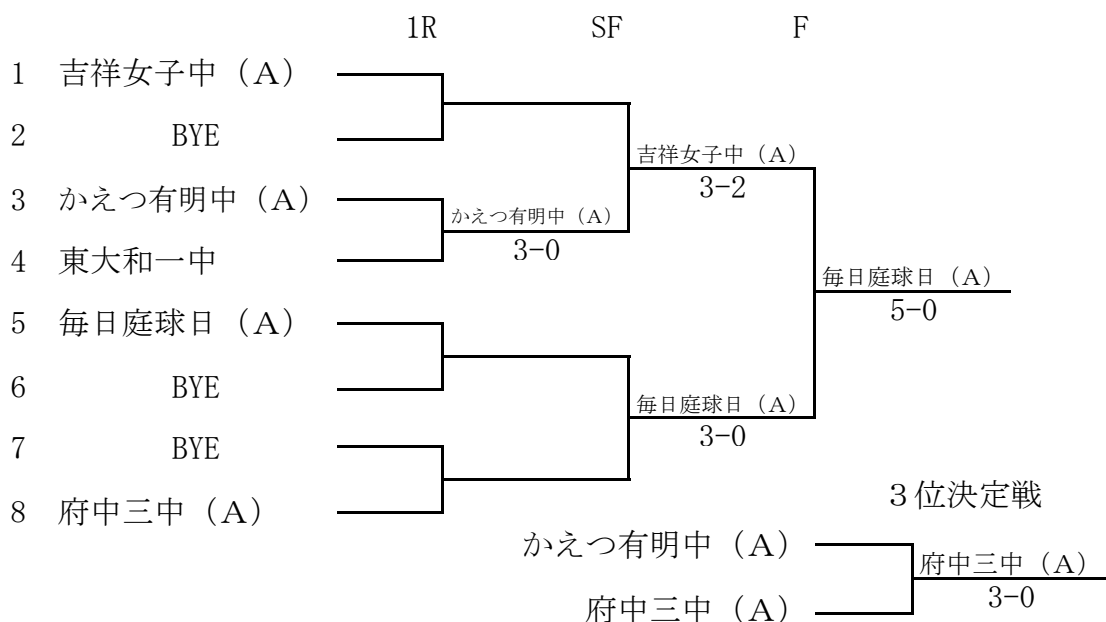 1R SF F
1 吉祥女子中（A）
2 BYE
吉祥女子中（A）
3-2
3 かえつ有明中（A）
かえつ有明中（A）
3-0
4 東大和一中
毎日庭球日（A）
5-0
5 毎日庭球日（A）
6 BYE
毎日庭球日（A）
3-0
7 BYE
8 府中三中（A）
３位決定戦
かえつ有明中（A）
府中三中（A）
3-0
府中三中（A）